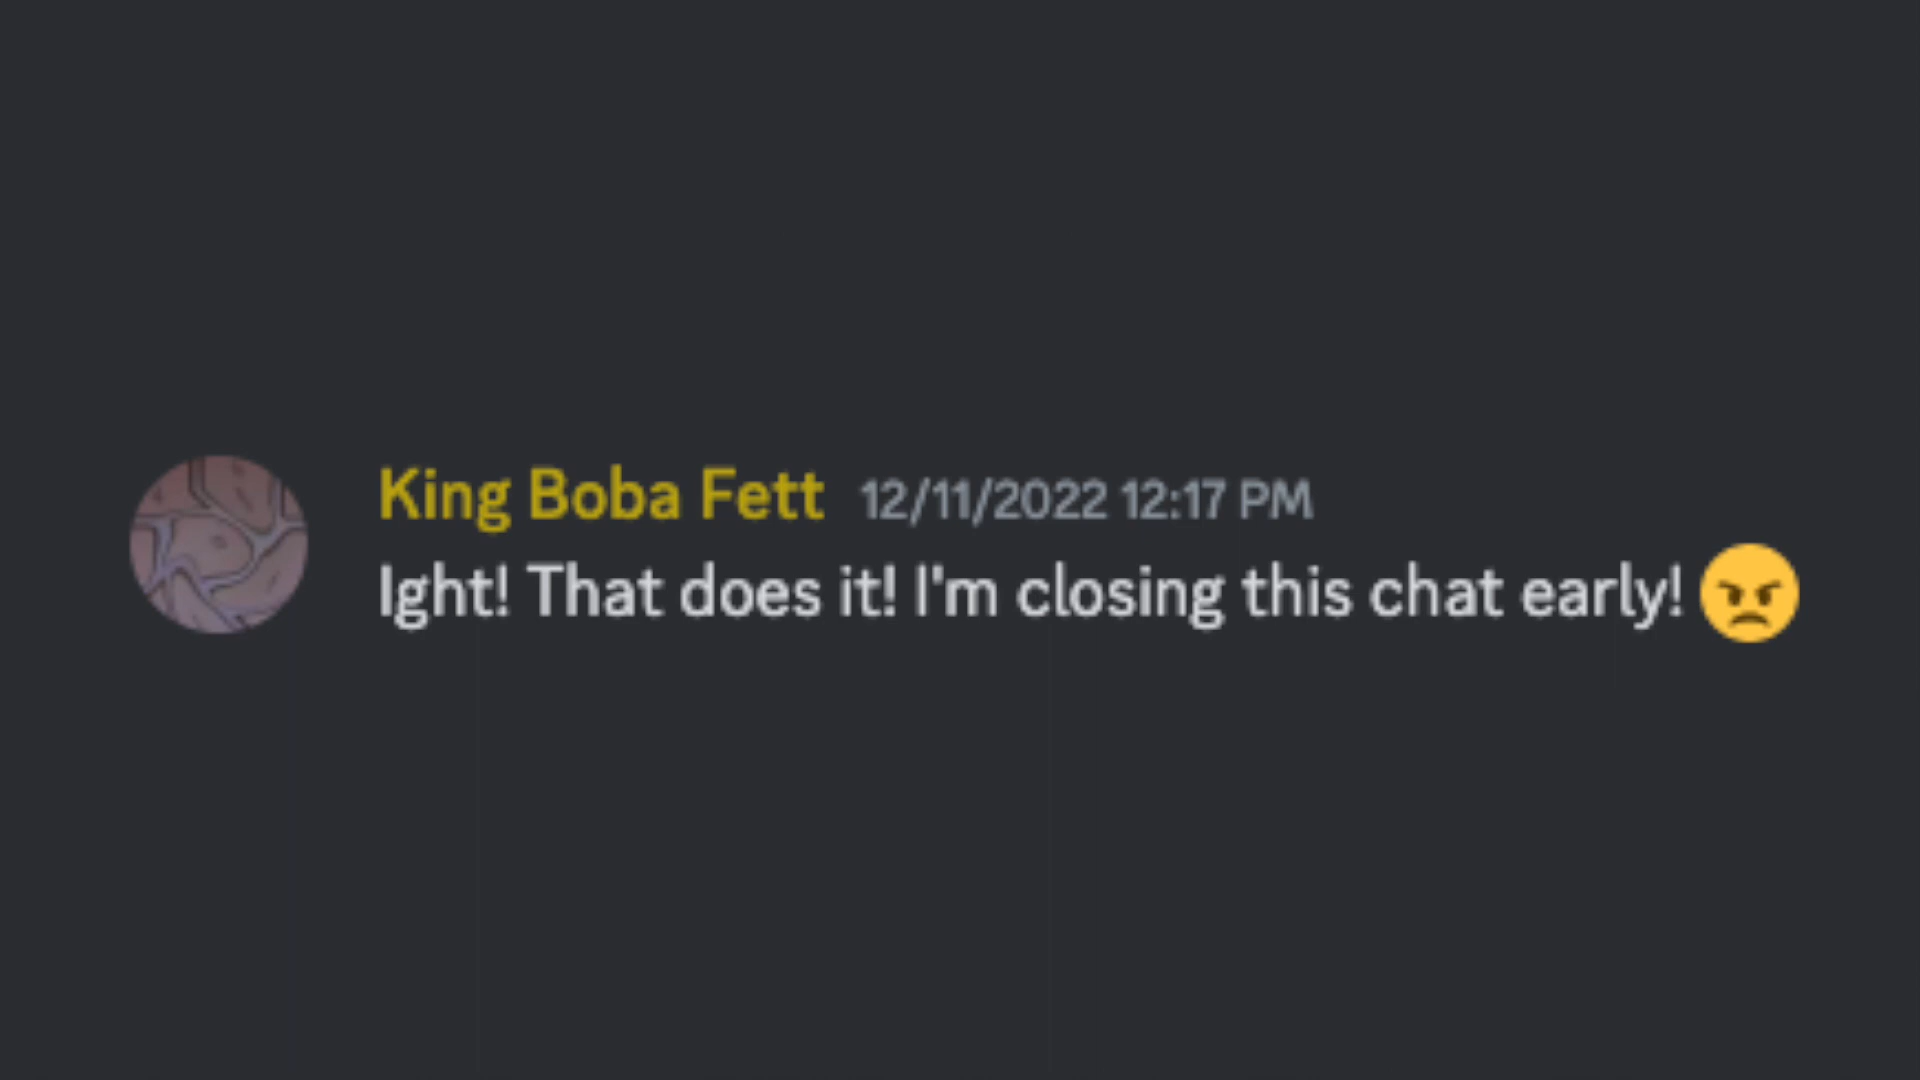 King Boba Fett 12/11/2022 12:17 PM
Ight! That does it! I'm closing this chat early! 😠